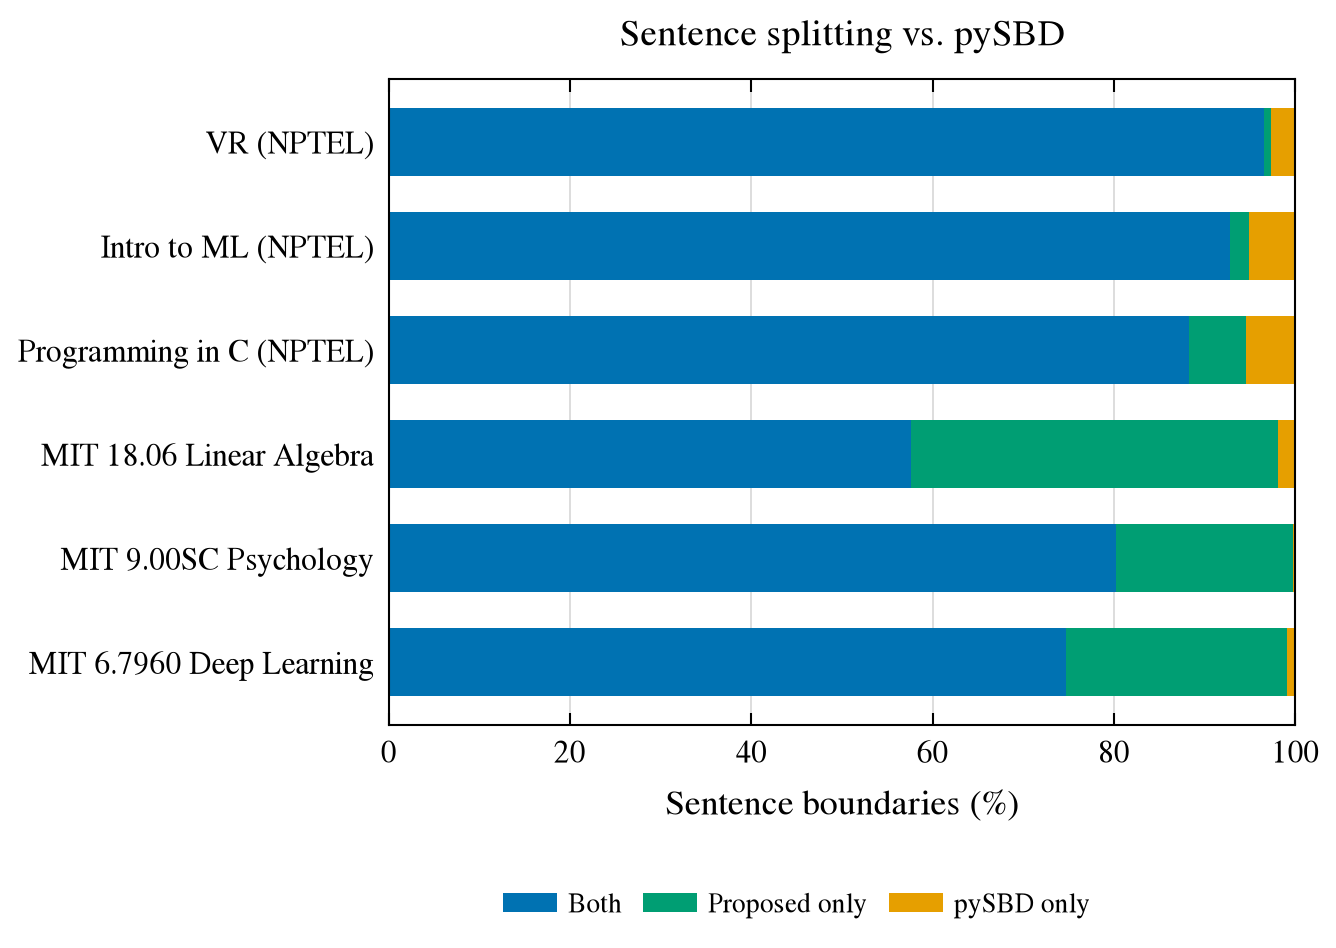 Sentence splitting vs. pySBD
VR (NPTEL)
Intro to ML (NPTEL)
Programming in C (NPTEL)
MIT 18.06 Linear Algebra
MIT 9.00SC Psychology
MIT 6.7960 Deep Learning
0 20 40 60 80 100
Sentence boundaries (%)
Both Proposed only pySBD only